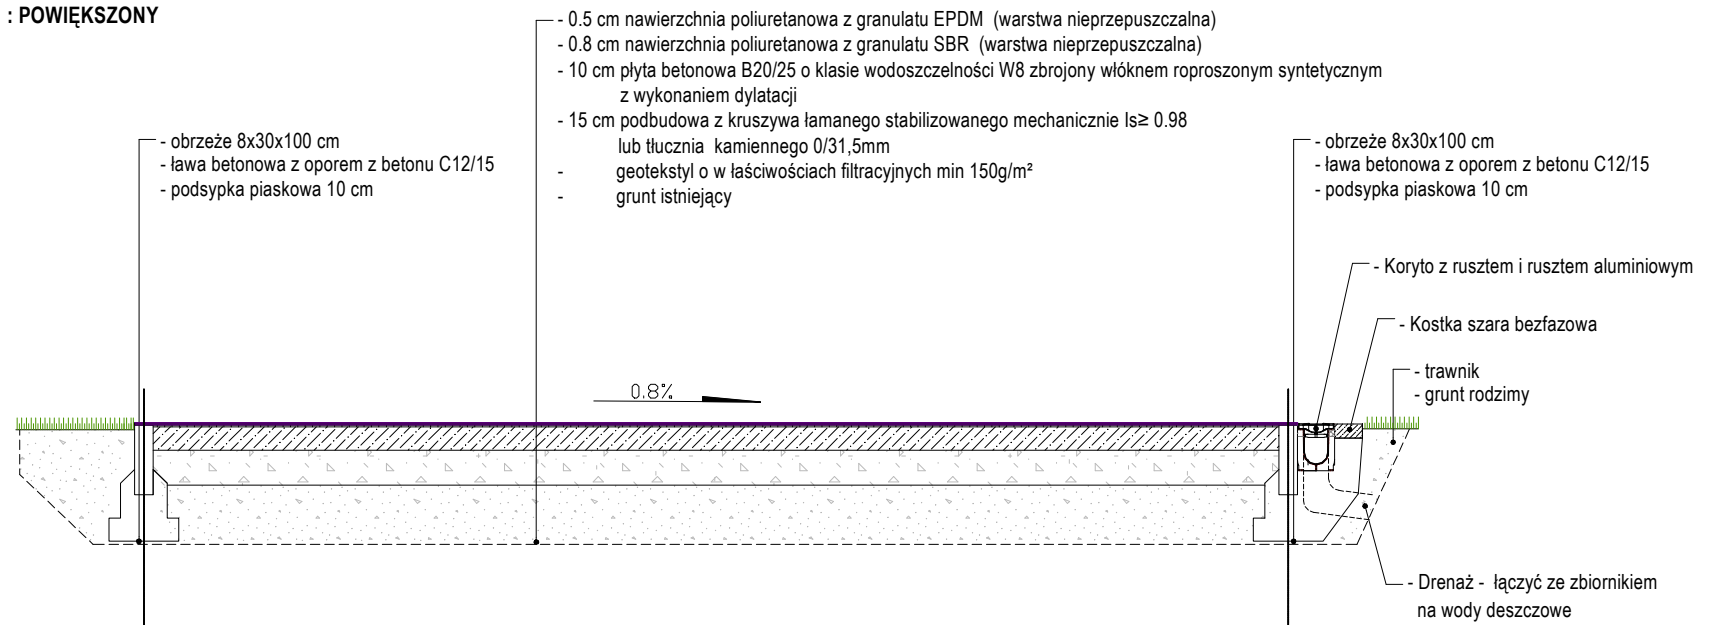 : POWIĘKSZONY
- 0.5 cm nawierzchnia poliuretanowa z granulatu EPDM (warstwa nieprzepuszczalna)
- 0.8 cm nawierzchnia poliuretanowa z granulatu SBR (warstwa nieprzepuszczalna)
- 10 cm płyta betonowa B20/25 o klasie wodoszczelności W8 zbrojony włóknem roproszonym syntetycznym
z wykonaniem dylatacji
- 15 cm podbudowa z kruszywa łamanego stabilizowanego mechanicznie Is≥ 0.98
lub tłucznia kamiennego 0/31,5mm
- geotekstyl o w łaściwościach filtracyjnych min 150g/m²
- grunt istniejący
- obrzeże 8x30x100 cm
- ława betonowa z oporem z betonu C12/15
- podsypka piaskowa 10 cm
- obrzeże 8x30x100 cm
- ława betonowa z oporem z betonu C12/15
- podsypka piaskowa 10 cm
- Koryto z rusztem i rusztem aluminiowym
- Kostka szara bezfazowa
- trawnik
- grunt rodzimy
0.8%
- Drenaż - łączyć ze zbiornikiem
na wody deszczowe